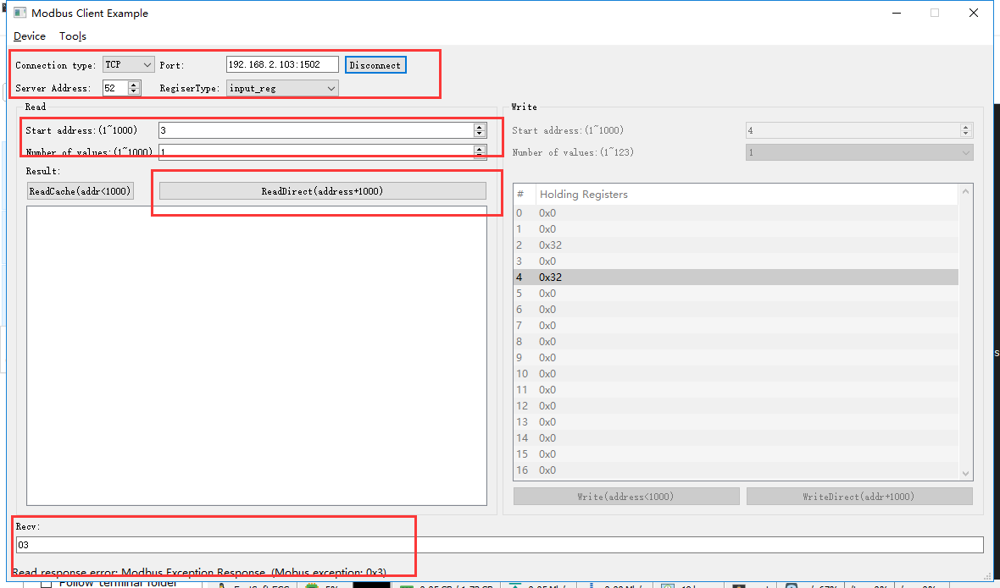 Modbus Client Example
Device Tools
Connection type: TCP Port: 192.168.2.103:1502 Disconnect
Server Address: 52 RegiserType: input_reg
Read
Start address:(1~1000) 3
Number of values:(1~1000) 1
Result:
ReadCache(addr<1000) ReadDirect(address+1000)
Write
Start address:(1~1000) 4
Number of values:(1~123) 1
# Holding Registers
0 0x0
1 0x0
2 0x32
3 0x0
4 0x32
5 0x0
6 0x0
7 0x0
8 0x0
9 0x0
10 0x0
11 0x0
12 0x0
13 0x0
14 0x0
15 0x0
16 0x0
Write(address<1000) WriteDirect(addr+1000)
Recv:
03
Read response error: Modbus Exception Response (Mobus exception: 0x3)
Follow terminal folder